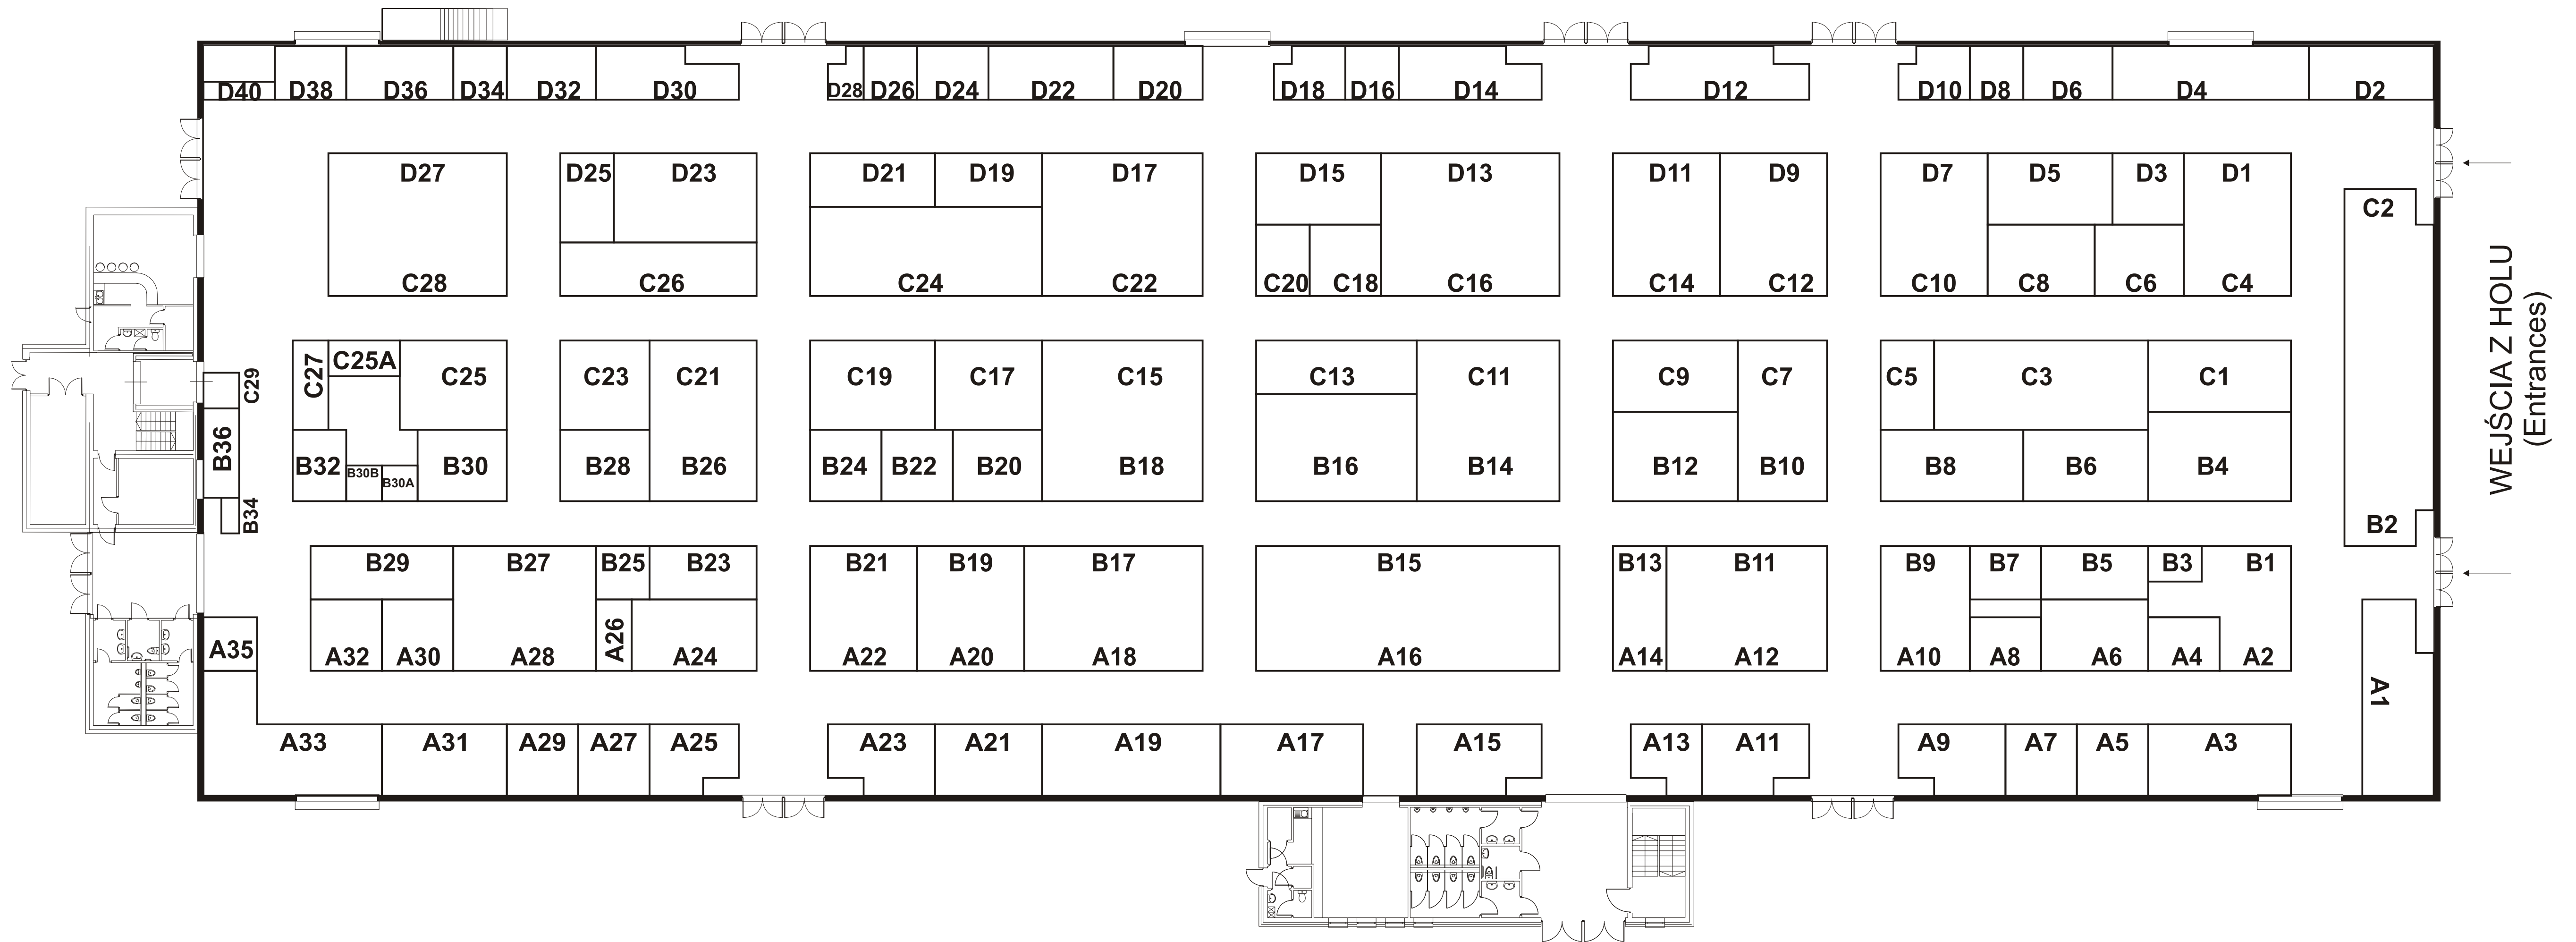 D40 D38 D36 D34 D32 D30 D28 D26 D24 D22 D20 D18 D16 D14 D12 D10 D8 D6 D4 D2
D27 D25 D23 D21 D19 D17 D15 D13 D11 D9 D7 D5 D3 D1
C2
C28 C26 C24 C22 C20 C18 C16 C14 C12 C10 C8 C6 C4
WEJŚCIA Z HOLU
(Entrances)
C29 C27 C25A C25 C23 C21 C19 C17 C15 C13 C11 C9 C7 C5 C3 C1
B36 B32 B30B B30A B30 B28 B26 B24 B22 B20 B18 B16 B14 B12 B10 B8 B6 B4
B34
B2
B29 B27 B25 B23 B21 B19 B17 B15 B13 B11 B9 B7 B5 B3 B1
A35 A32 A30 A28 A26 A24 A22 A20 A18 A16 A14 A12 A10 A8 A6 A4 A2
A1
A33 A31 A29 A27 A25 A23 A21 A19 A17 A15 A13 A11 A9 A7 A5 A3